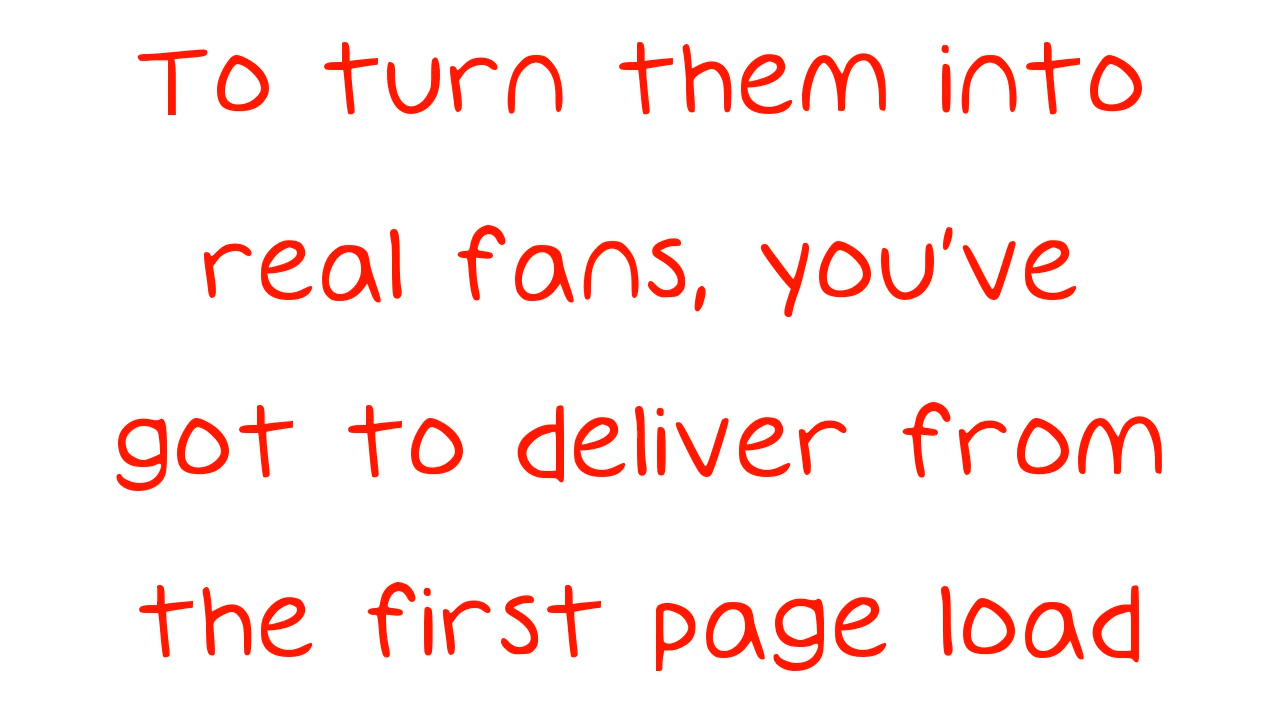 To turn them into
real fans, you've
got to deliver from
the first page load